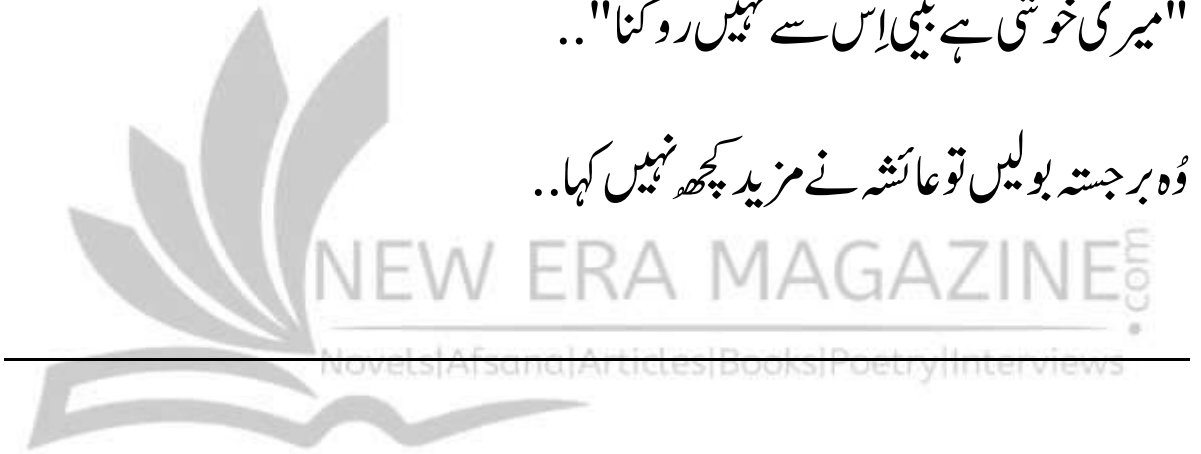 "میری خوشی ہے بیٹی اِس سے نہیں روکنا"..
وُہ برجستہ بولیں تو عائشہ نے مزید کچھ نہیں کہا..
NEW ERA MAGAZINE.com
Novels|Afsana|Articles|Books|Poetry|Interviews